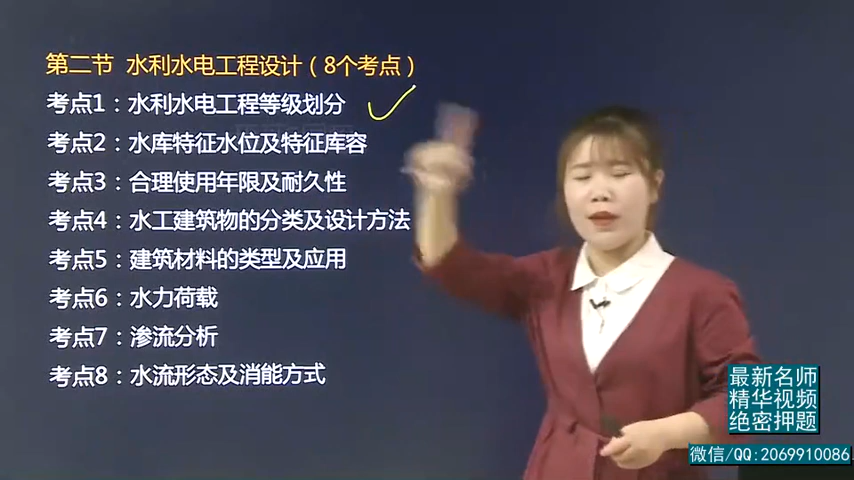 第二节 水利水电工程设计（8个考点）
考点1：水利水电工程等级划分
考点2：水库特征水位及特征库容
考点3：合理使用年限及耐久性
考点4：水工建筑物的分类及设计方法
考点5：建筑材料的类型及应用
考点6：水力荷载
考点7：渗流分析
考点8：水流形态及消能方式
最新名师
精华视频
绝密押题
微信/QQ:2069910086